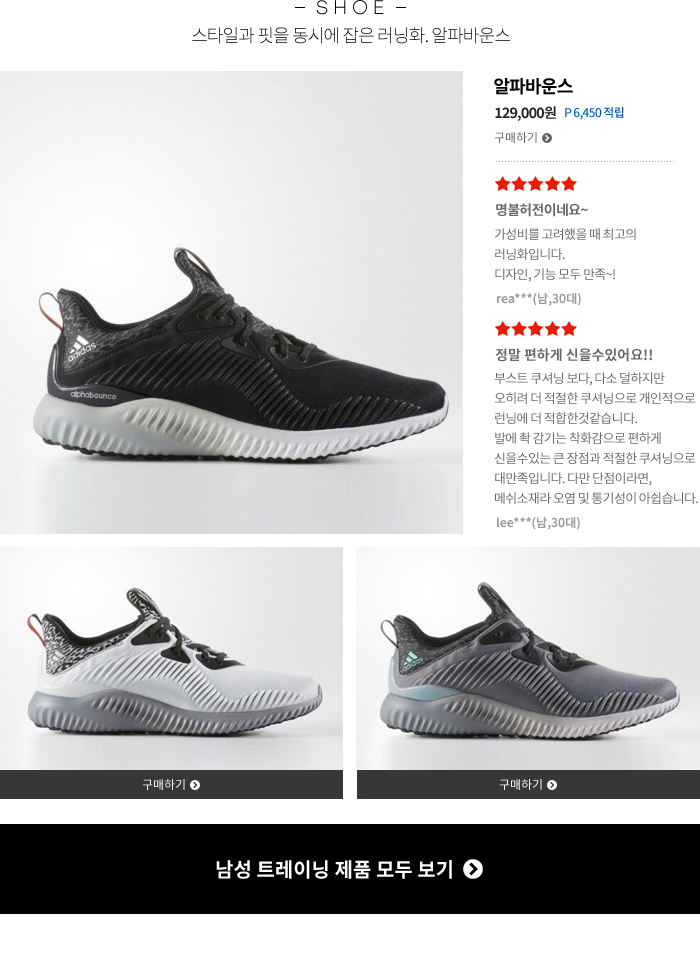 – SHOE –
스타일과 핏을 동시에 잡은 러닝화. 알파바운스
알파바운스
129,000원 P 6,450 적립
구매하기
명불허전이네요~
가성비를 고려했을 때 최고의
러닝화입니다.
디자인, 기능 모두 만족~!
rea***(남,30대)
정말 편하게 신을수있어요!!
부스트 쿠셔닝 보다, 다소 덜하지만
오히려 더 적절한 쿠셔닝으로 개인적으로
런닝에 더 적합한것같습니다.
발에 촥 감기는 착화감으로 편하게
신을수있는 큰 장점과 적절한 쿠셔닝으로
대만족입니다. 다만 단점이라면,
메쉬소재라 오염 및 통기성이 아쉽습니다.
lee***(남,30대)
adidas
alphabounce
adidas
구매하기
구매하기
남성 트레이닝 제품 모두 보기